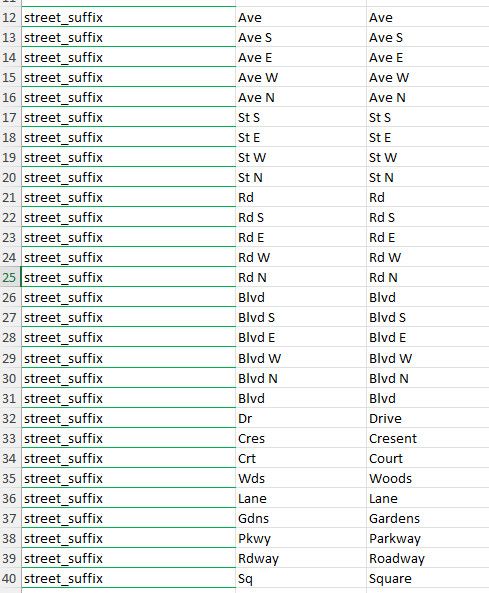 12 street_suffix Ave Ave
13 street_suffix Ave S Ave S
14 street_suffix Ave E Ave E
15 street_suffix Ave W Ave W
16 street_suffix Ave N Ave N
17 street_suffix St S St S
18 street_suffix St E St E
19 street_suffix St W St W
20 street_suffix St N St N
21 street_suffix Rd Rd
22 street_suffix Rd S Rd S
23 street_suffix Rd E Rd E
24 street_suffix Rd W Rd W
25 street_suffix Rd N Rd N
26 street_suffix Blvd Blvd
27 street_suffix Blvd S Blvd S
28 street_suffix Blvd E Blvd E
29 street_suffix Blvd W Blvd W
30 street_suffix Blvd N Blvd N
31 street_suffix Blvd Blvd
32 street_suffix Dr Drive
33 street_suffix Cres Cresent
34 street_suffix Crt Court
35 street_suffix Wds Woods
36 street_suffix Lane Lane
37 street_suffix Gdns Gardens
38 street_suffix Pkwy Parkway
39 street_suffix Rdway Roadway
40 street_suffix Sq Square